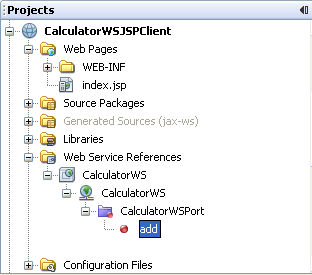 Projects
CalculatorWSJSPClient
Web Pages
WEB-INF
index.jsp
Source Packages
Generated Sources (jax-ws)
Libraries
Web Service References
CalculatorWS
CalculatorWS
CalculatorWSPort
add
Configuration Files